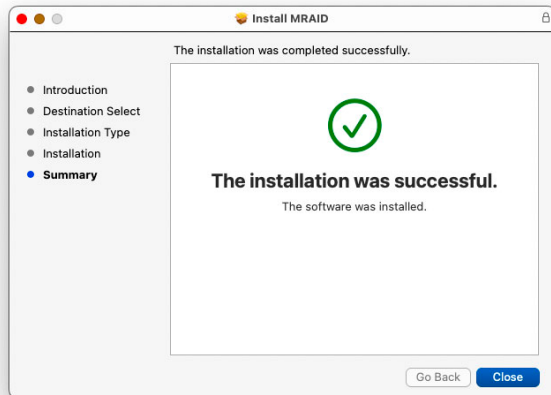 Install MRAID
The installation was completed successfully.
Introduction
Destination Select
Installation Type
Installation
Summary
The installation was successful.
The software was installed.
Go Back
Close